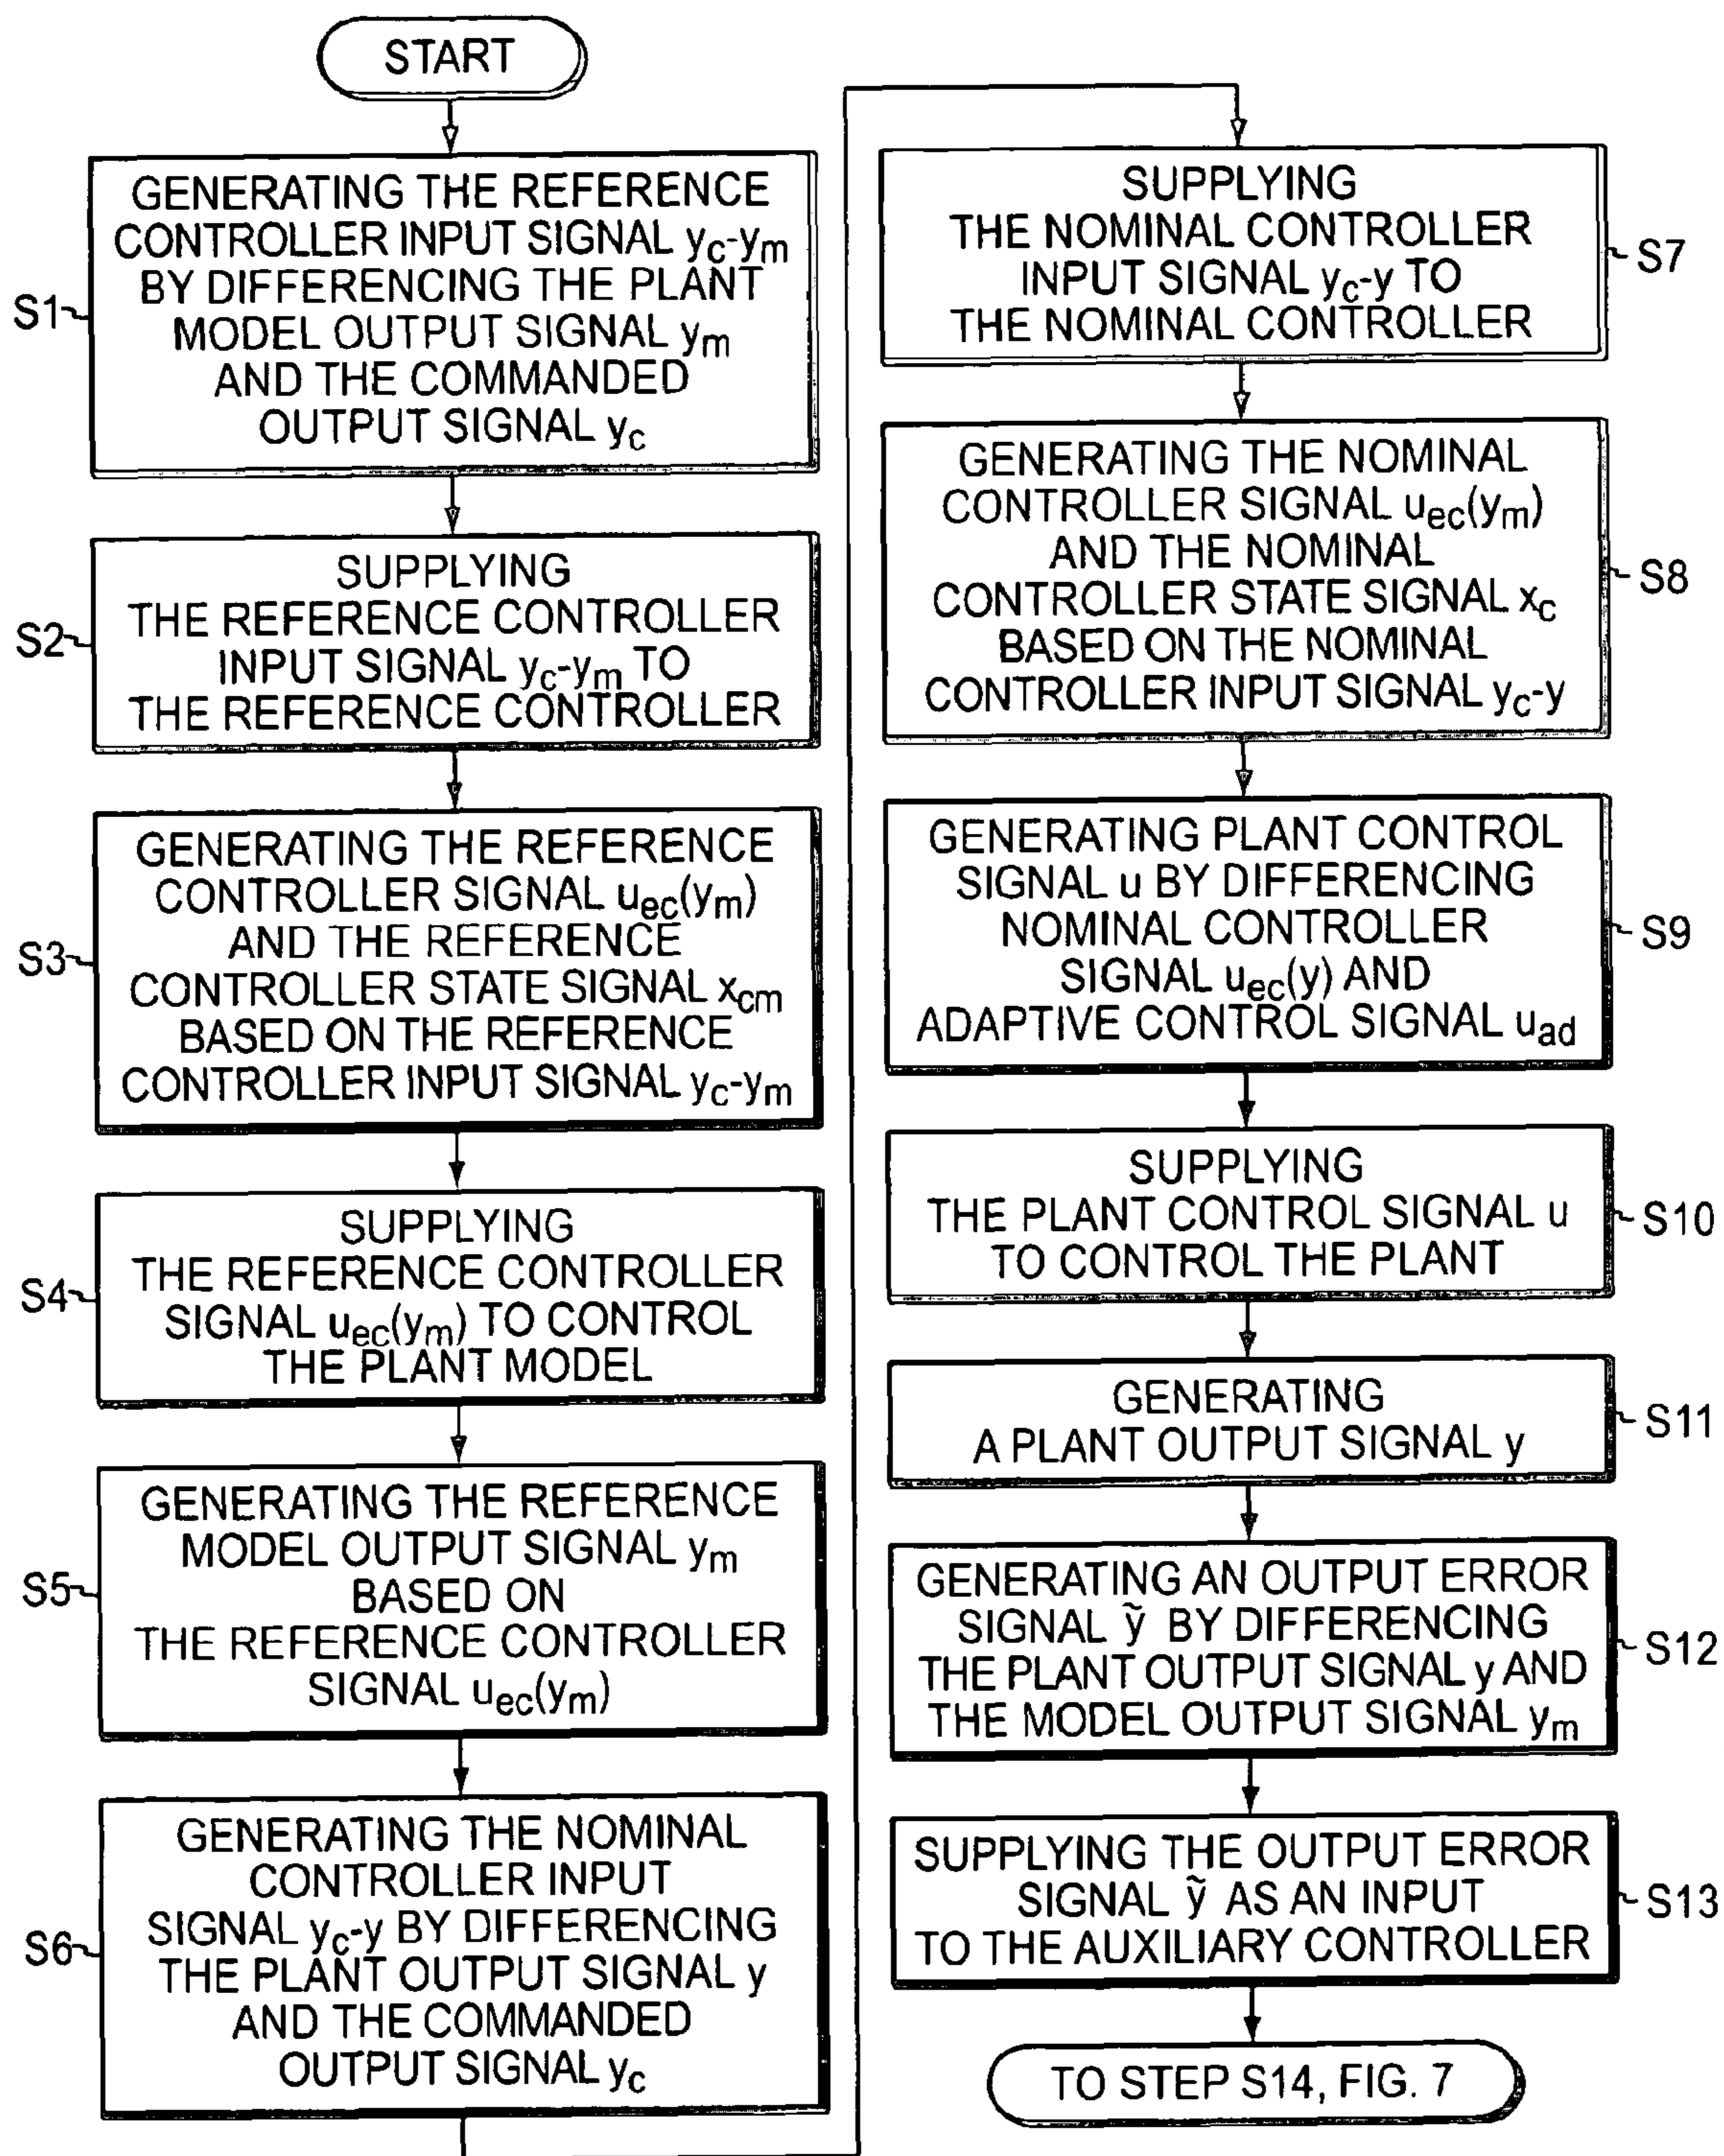 START
S1
GENERATING THE REFERENCE
CONTROLLER INPUT SIGNAL yc-ym
BY DIFFERENCING THE PLANT
MODEL OUTPUT SIGNAL ym
AND THE COMMANDED
OUTPUT SIGNAL yc
S2
SUPPLYING
THE REFERENCE CONTROLLER
INPUT SIGNAL yc-ym TO
THE REFERENCE CONTROLLER
S3
GENERATING THE REFERENCE
CONTROLLER SIGNAL uec(ym)
AND THE REFERENCE
CONTROLLER STATE SIGNAL xcm
BASED ON THE REFERENCE
CONTROLLER INPUT SIGNAL yc-ym
S4
SUPPLYING
THE REFERENCE CONTROLLER
SIGNAL uec(ym) TO CONTROL
THE PLANT MODEL
S5
GENERATING THE REFERENCE
MODEL OUTPUT SIGNAL ym
BASED ON
THE REFERENCE CONTROLLER
SIGNAL uec(ym)
S6
GENERATING THE NOMINAL
CONTROLLER INPUT
SIGNAL yc-y BY DIFFERENCING
THE PLANT OUTPUT SIGNAL y
AND THE COMMANDED
OUTPUT SIGNAL yc
SUPPLYING
THE NOMINAL CONTROLLER
INPUT SIGNAL yc-y TO
THE NOMINAL CONTROLLER
S7
GENERATING THE NOMINAL
CONTROLLER SIGNAL uec(ym)
AND THE NOMINAL
CONTROLLER STATE SIGNAL xc
BASED ON THE NOMINAL
CONTROLLER INPUT SIGNAL yc-y
S8
GENERATING PLANT CONTROL
SIGNAL u BY DIFFERENCING
NOMINAL CONTROLLER
SIGNAL uec(y) AND
ADAPTIVE CONTROL SIGNAL uad
S9
SUPPLYING
THE PLANT CONTROL SIGNAL u
TO CONTROL THE PLANT
S10
GENERATING
A PLANT OUTPUT SIGNAL y
S11
GENERATING AN OUTPUT ERROR
SIGNAL ỹ BY DIFFERENCING
THE PLANT OUTPUT SIGNAL y AND
THE MODEL OUTPUT SIGNAL ym
S12
SUPPLYING THE OUTPUT ERROR
SIGNAL ỹ AS AN INPUT
TO THE AUXILIARY CONTROLLER
S13
TO STEP S14, FIG. 7